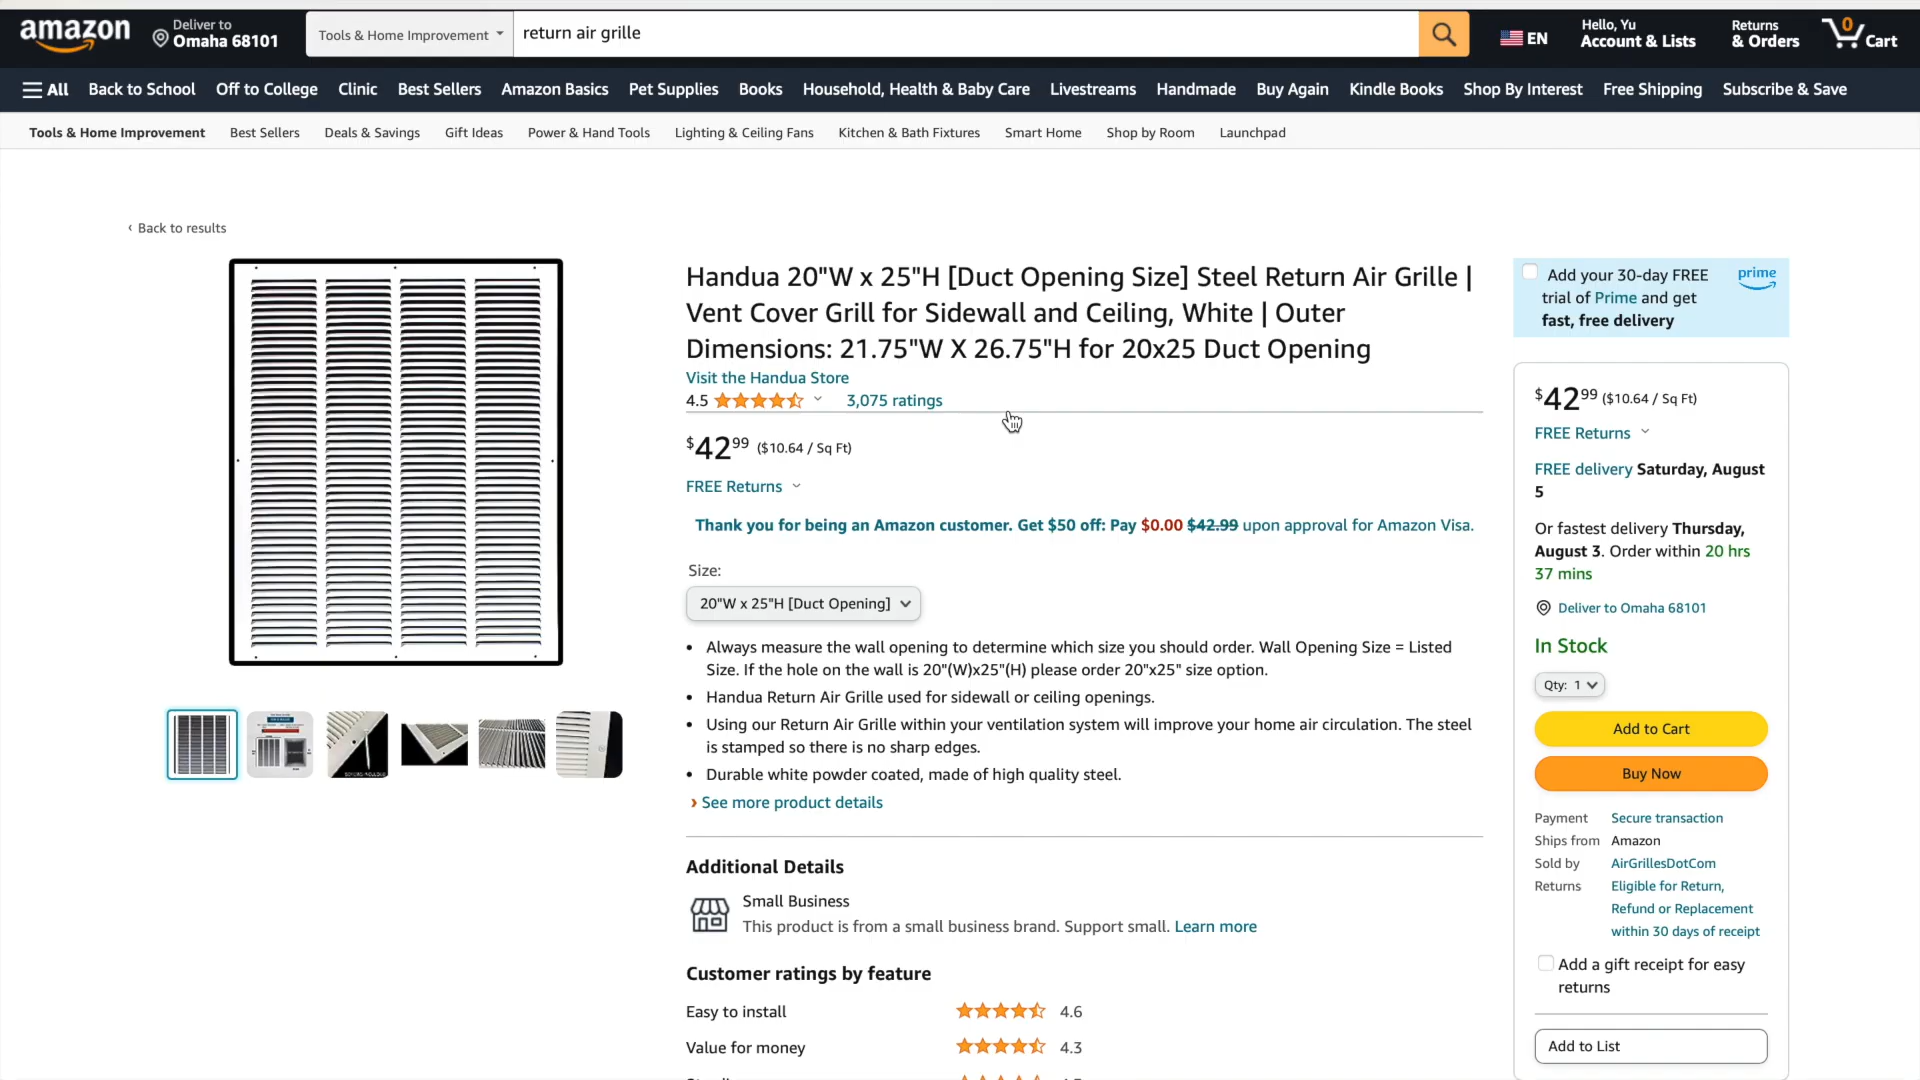 amazon
Deliver to
Omaha 68101
Tools & Home Improvement
return air grille
EN
Hello, Yu
Account & Lists
Returns
& Orders
0
Cart
All
Back to School
Off to College
Clinic
Best Sellers
Amazon Basics
Pet Supplies
Books
Household, Health & Baby Care
Livestreams
Handmade
Buy Again
Kindle Books
Shop By Interest
Free Shipping
Subscribe & Save
Tools & Home Improvement
Best Sellers
Deals & Savings
Gift Ideas
Power & Hand Tools
Lighting & Ceiling Fans
Kitchen & Bath Fixtures
Smart Home
Shop by Room
Launchpad
‹ Back to results
Handua 20"W x 25"H [Duct Opening Size] Steel Return Air Grille |
Vent Cover Grill for Sidewall and Ceiling, White | Outer
Dimensions: 21.75"W X 26.75"H for 20x25 Duct Opening
Visit the Handua Store
4.5
3,075 ratings
$42 99 ($10.64 / Sq Ft)
FREE Returns
Thank you for being an Amazon customer. Get $50 off: Pay $0.00 $42.99 upon approval for Amazon Visa.
Size:
20"W x 25"H [Duct Opening]
• Always measure the wall opening to determine which size you should order. Wall Opening Size = Listed
Size. If the hole on the wall is 20"(W)x25"(H) please order 20"x25" size option.
• Handua Return Air Grille used for sidewall or ceiling openings.
• Using our Return Air Grille within your ventilation system will improve your home air circulation. The steel
is stamped so there is no sharp edges.
• Durable white powder coated, made of high quality steel.
› See more product details
Additional Details
Small Business
This product is from a small business brand. Support small. Learn more
Customer ratings by feature
Easy to install
4.6
Value for money
4.3
Add your 30-day FREE
trial of Prime and get
fast, free delivery
prime
$42 99 ($10.64 / Sq Ft)
FREE Returns
FREE delivery Saturday, August
5
Or fastest delivery Thursday,
August 3. Order within 20 hrs
37 mins
Deliver to Omaha 68101
In Stock
Qty: 1
Add to Cart
Buy Now
Payment Secure transaction
Ships from Amazon
Sold by AirGrillesDotCom
Returns Eligible for Return,
Refund or Replacement
within 30 days of receipt
Add a gift receipt for easy
returns
Add to List